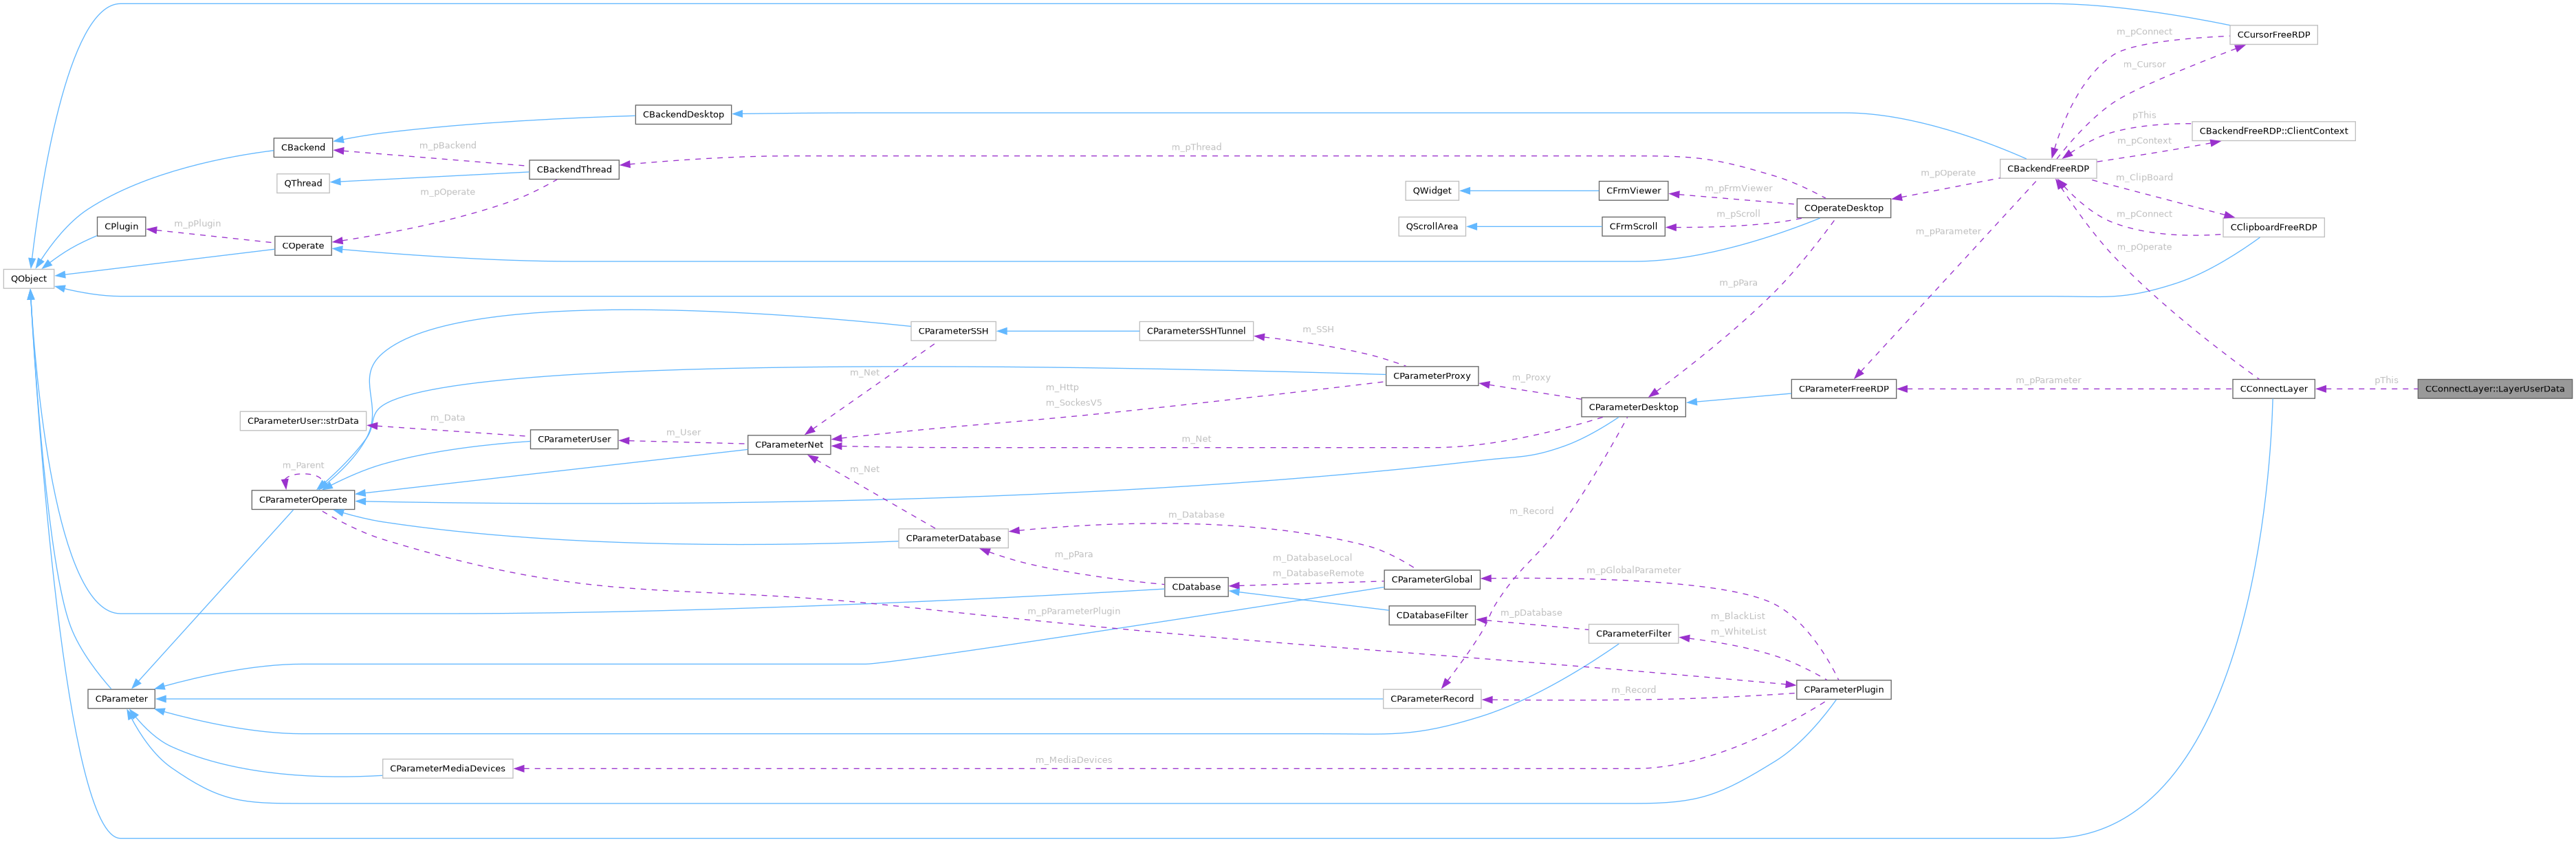 CCursorFreeRDP
m_pConnect
m_Cursor
CBackendDesktop
pThis
CBackendFreeRDP::ClientContext
m_pContext
CBackend
m_pBackend
m_pThread
CBackendThread
CBackendFreeRDP
m_pOperate
m_ClipBoard
QThread
m_pOperate
QWidget
CFrmViewer
m_pFrmViewer
COperateDesktop
m_pScroll
m_pConnect
CPlugin
m_pPlugin
QScrollArea
CFrmScroll
CClipboardFreeRDP
m_pParameter
COperate
m_pOperate
QObject
m_pPara
CParameterSSH
CParameterSSHTunnel
m_SSH
m_Net
CParameterProxy
m_Proxy
m_pParameter
pThis
m_Http
CParameterFreeRDP
CConnectLayer
CConnectLayer::LayerUserData
m_SockesV5
CParameterDesktop
CParameterUser::strData
m_Data
m_User
CParameterUser
CParameterNet
m_Net
m_Parent
m_Net
CParameterOperate
m_Database
m_Record
CParameterDatabase
m_pPara
m_DatabaseLocal
m_DatabaseRemote
CParameterGlobal
m_pGlobalParameter
CDatabase
m_pParameterPlugin
CDatabaseFilter
m_pDatabase
m_BlackList
m_WhiteList
CParameterFilter
CParameter
CParameterRecord
m_Record
CParameterPlugin
CParameterMediaDevices
m_MediaDevices